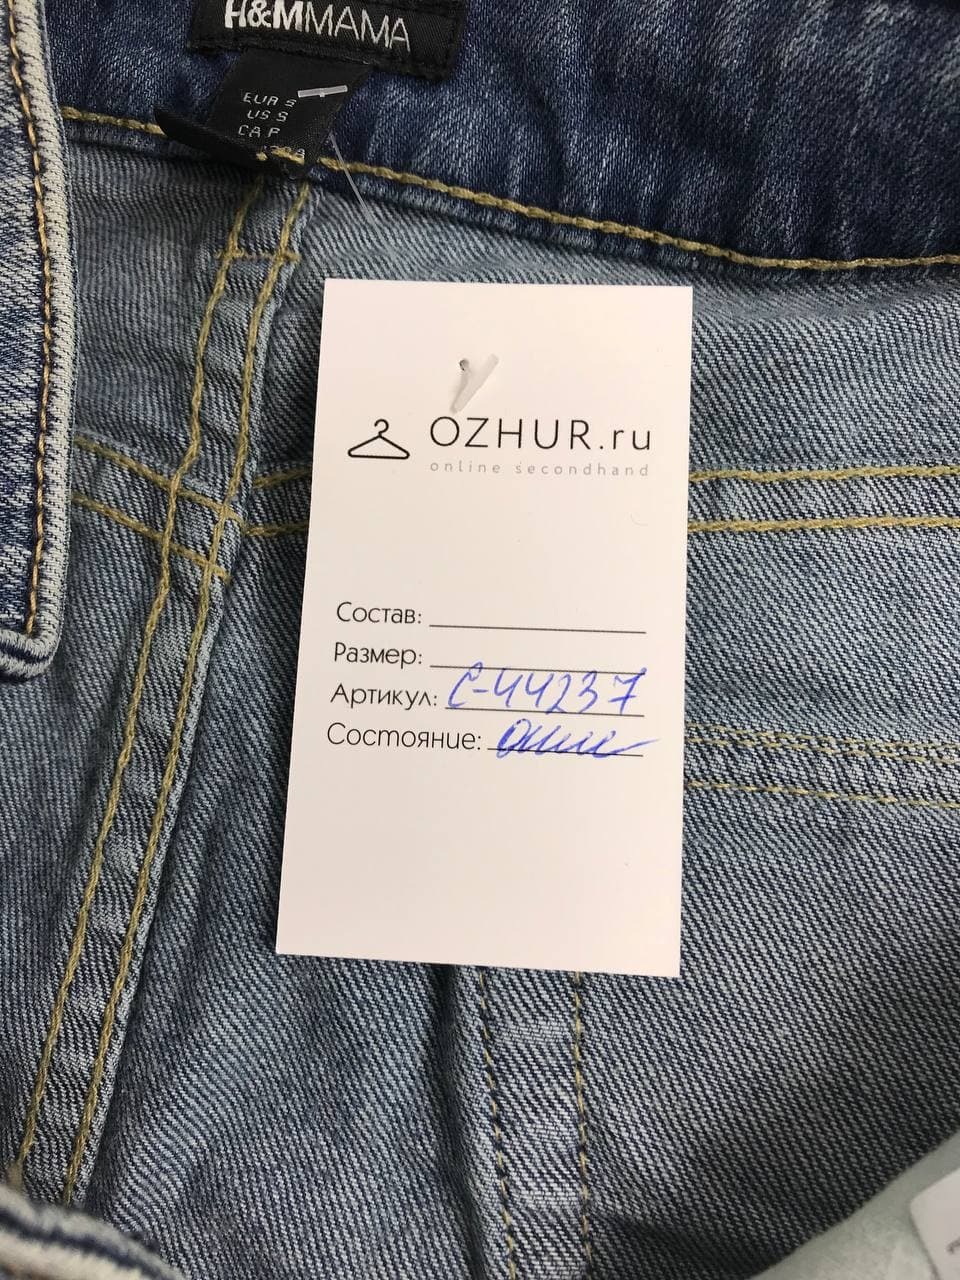 H&MMAMA
EUR S
US S
CA P
OZHUR.ru
online secondhand
Состав:
Размер:
Артикул: С-44237
Состояние: